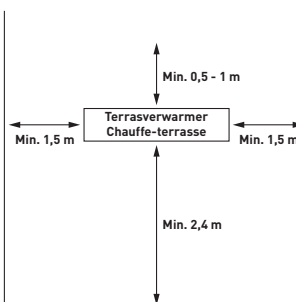 Min. 0,5 - 1 m
Terrasverwarmer
Chauffe-terrasse
Min. 1,5 m
Min. 1,5 m
Min. 2,4 m